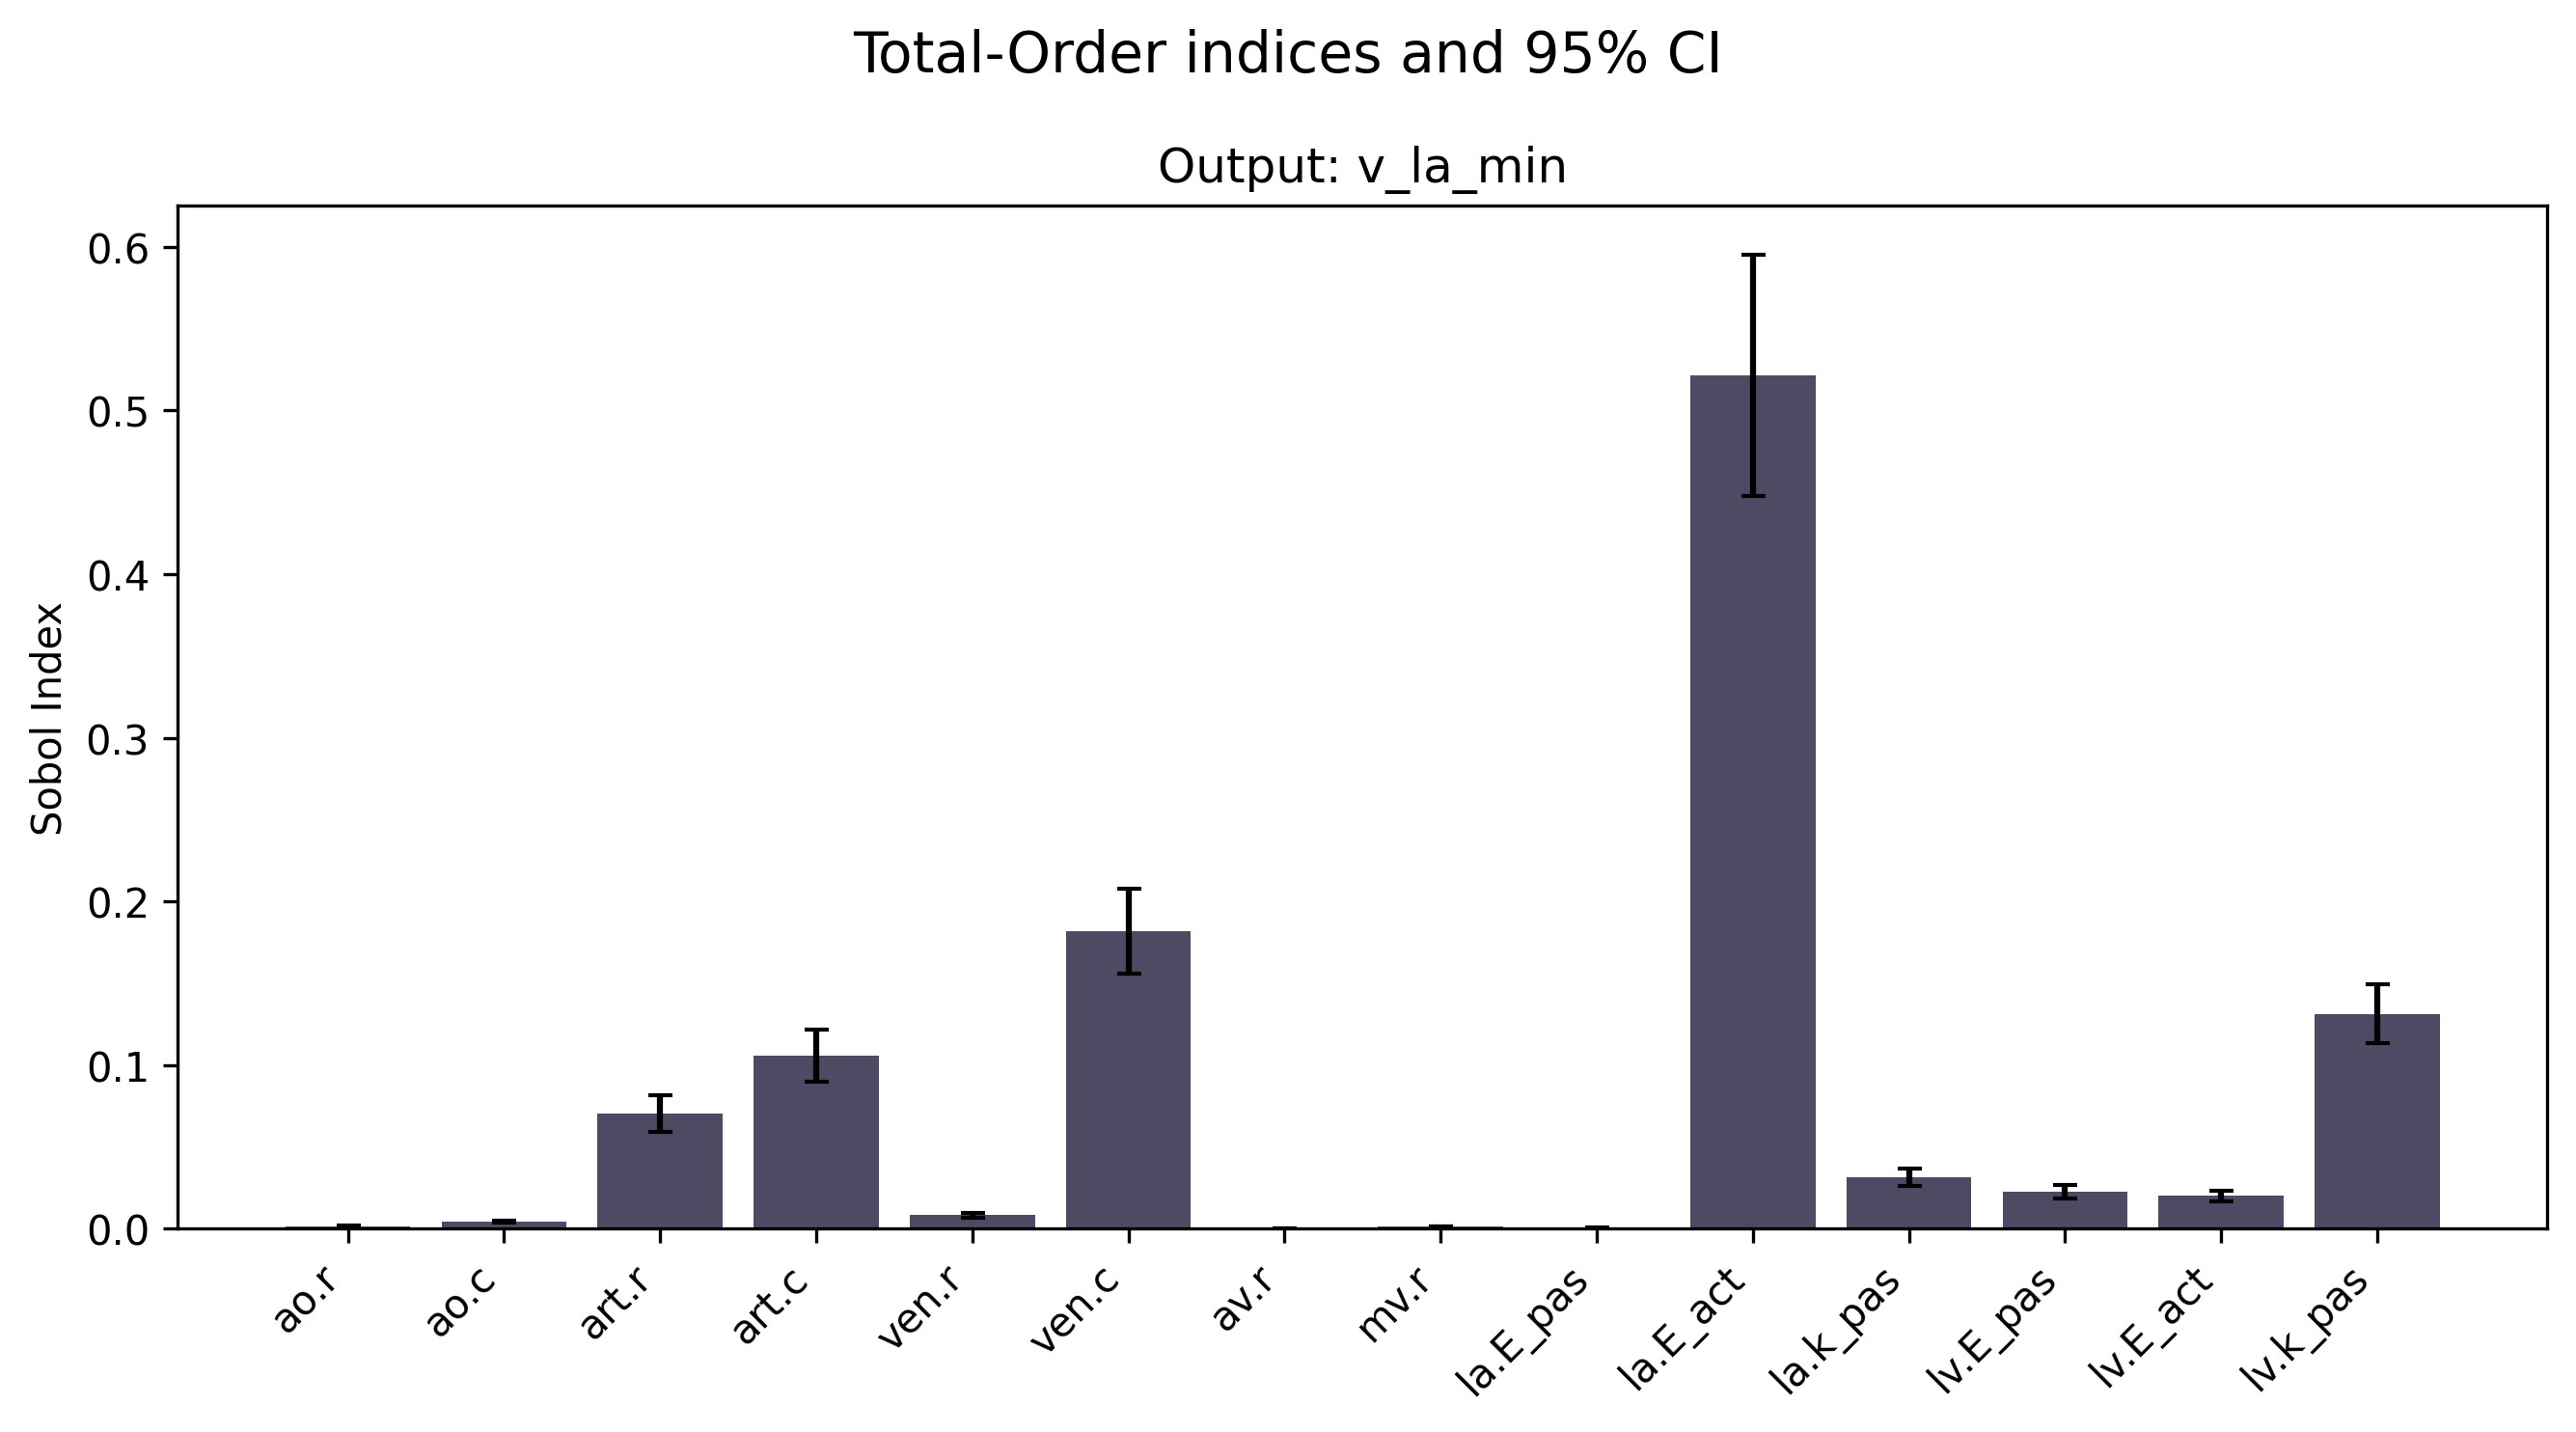 Total-Order indices and 95% CI
Output: v_la_min
Sobol Index
0.6
0.5
0.4
0.3
0.2
0.1
0.0
ao.r
ao.c
art.r
art.c
ven.r
ven.c
av.r
mv.r
la.E_pas
la.E_act
la.k_pas
lv.E_pas
lv.E_act
lv.k_pas